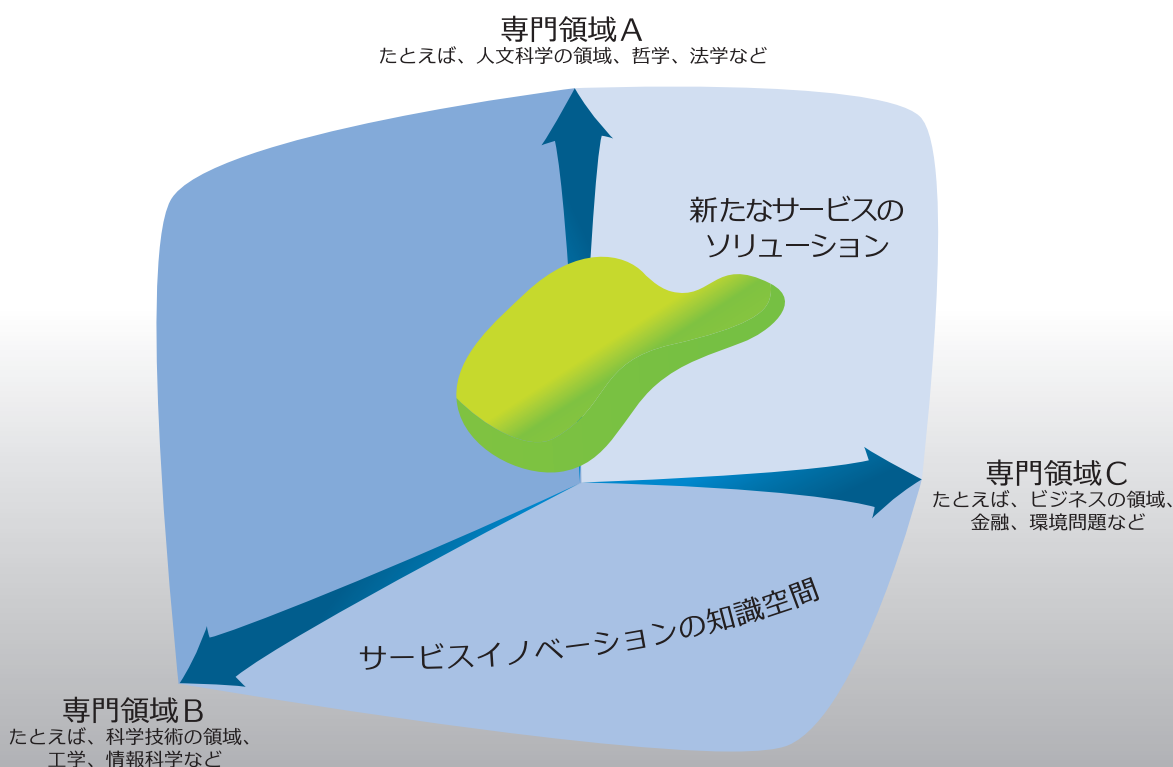 専門領域A
たとえば、人文科学の領域、哲学、法学など
新たなサービスの
ソリューション
専門領域C
たとえば、ビジネスの領域、
金融、環境問題など
サービスイノベーションの知識空間
専門領域B
たとえば、科学技術の領域、
工学、情報科学など